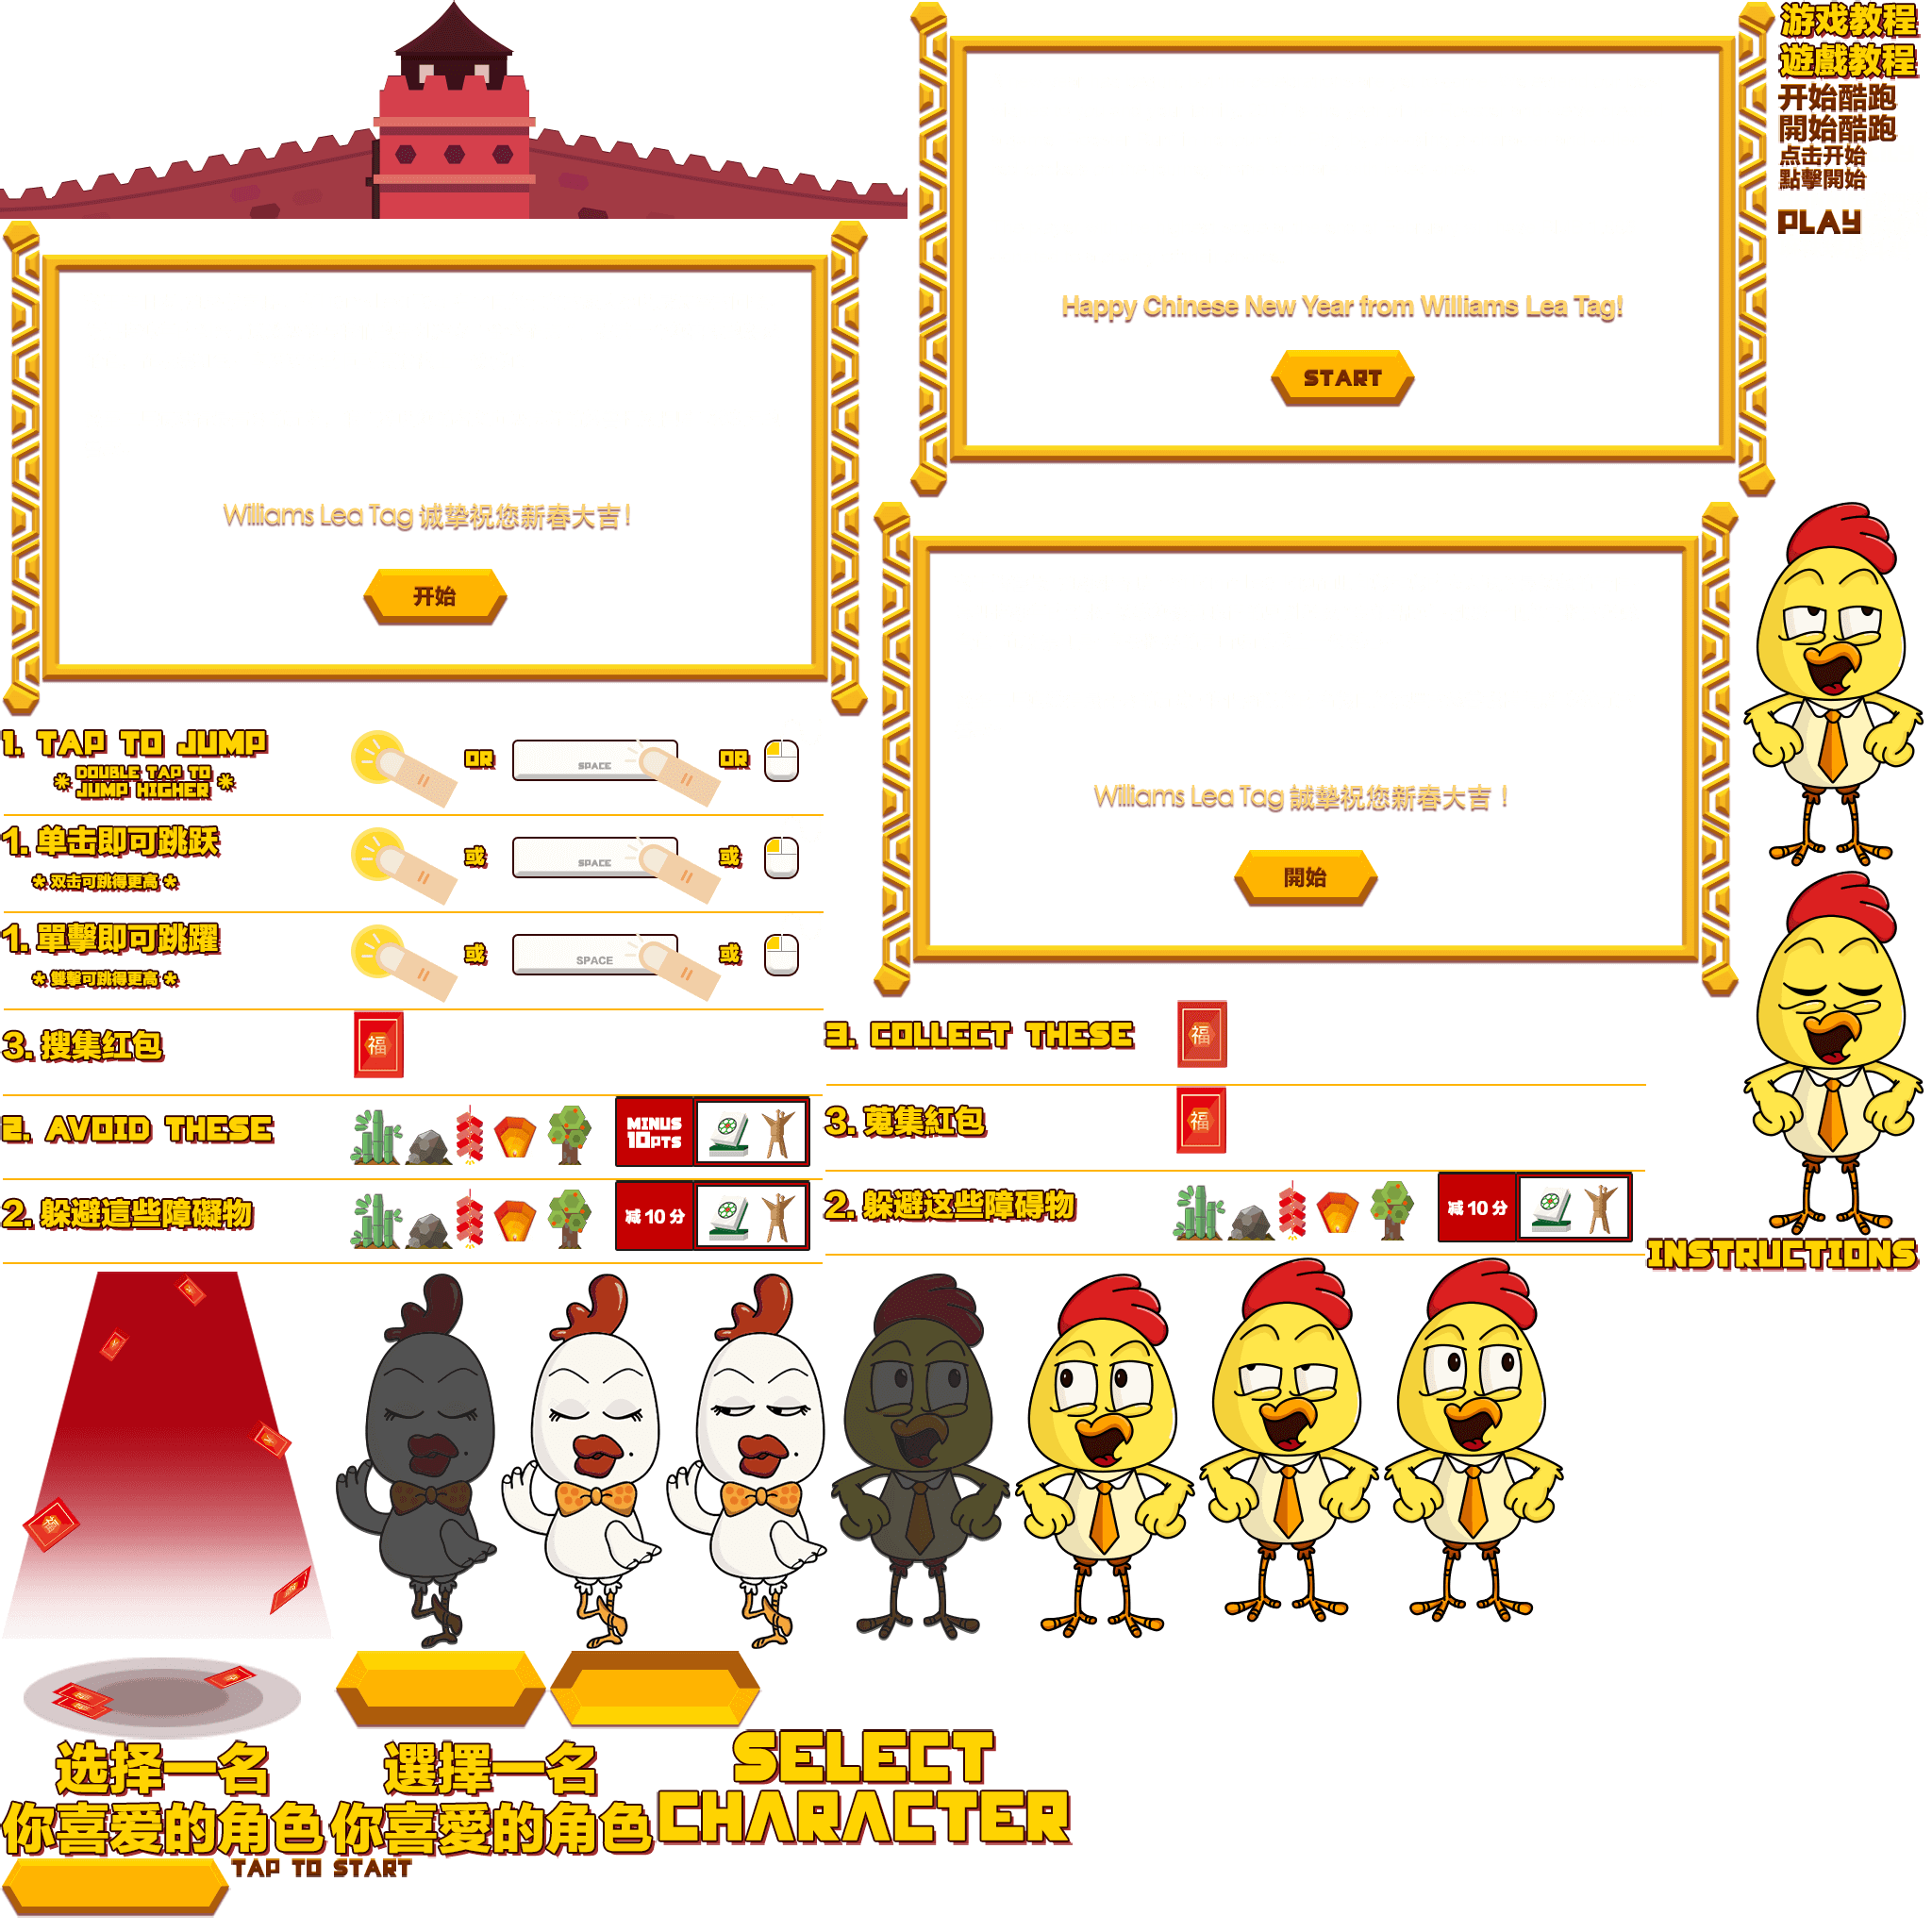 游戏教程
遊戲教程
开始酷跑
開始酷跑
点击开始
點擊開始
PLAY
Happy Chinese New Year from Williams Lea Tag!
START
Williams Lea Tag 诚挚祝您新春大吉!
开始
Williams Lea Tag 誠摯祝您新春大吉!
開始
1. TAP TO JUMP
* DOUBLE TAP TO
JUMP HIGHER *
OR
SPACE
OR
1. 单击即可跳跃
* 双击可跳得更高 *
或
SPACE
或
1. 單擊即可跳躍
* 雙擊可跳得更高 *
或
SPACE
或
3. 搜集红包
福
3. COLLECT THESE
福
3. 蒐集紅包
福
2. AVOID THESE
MINUS
10PTS
2. 躲避這些障礙物
减 10 分
2. 躲避这些障碍物
减 10 分
INSTRUCTIONS
福
选择一名
你喜爱的角色
選擇一名
你喜愛的角色
SELECT
CHARACTER
TAP TO START